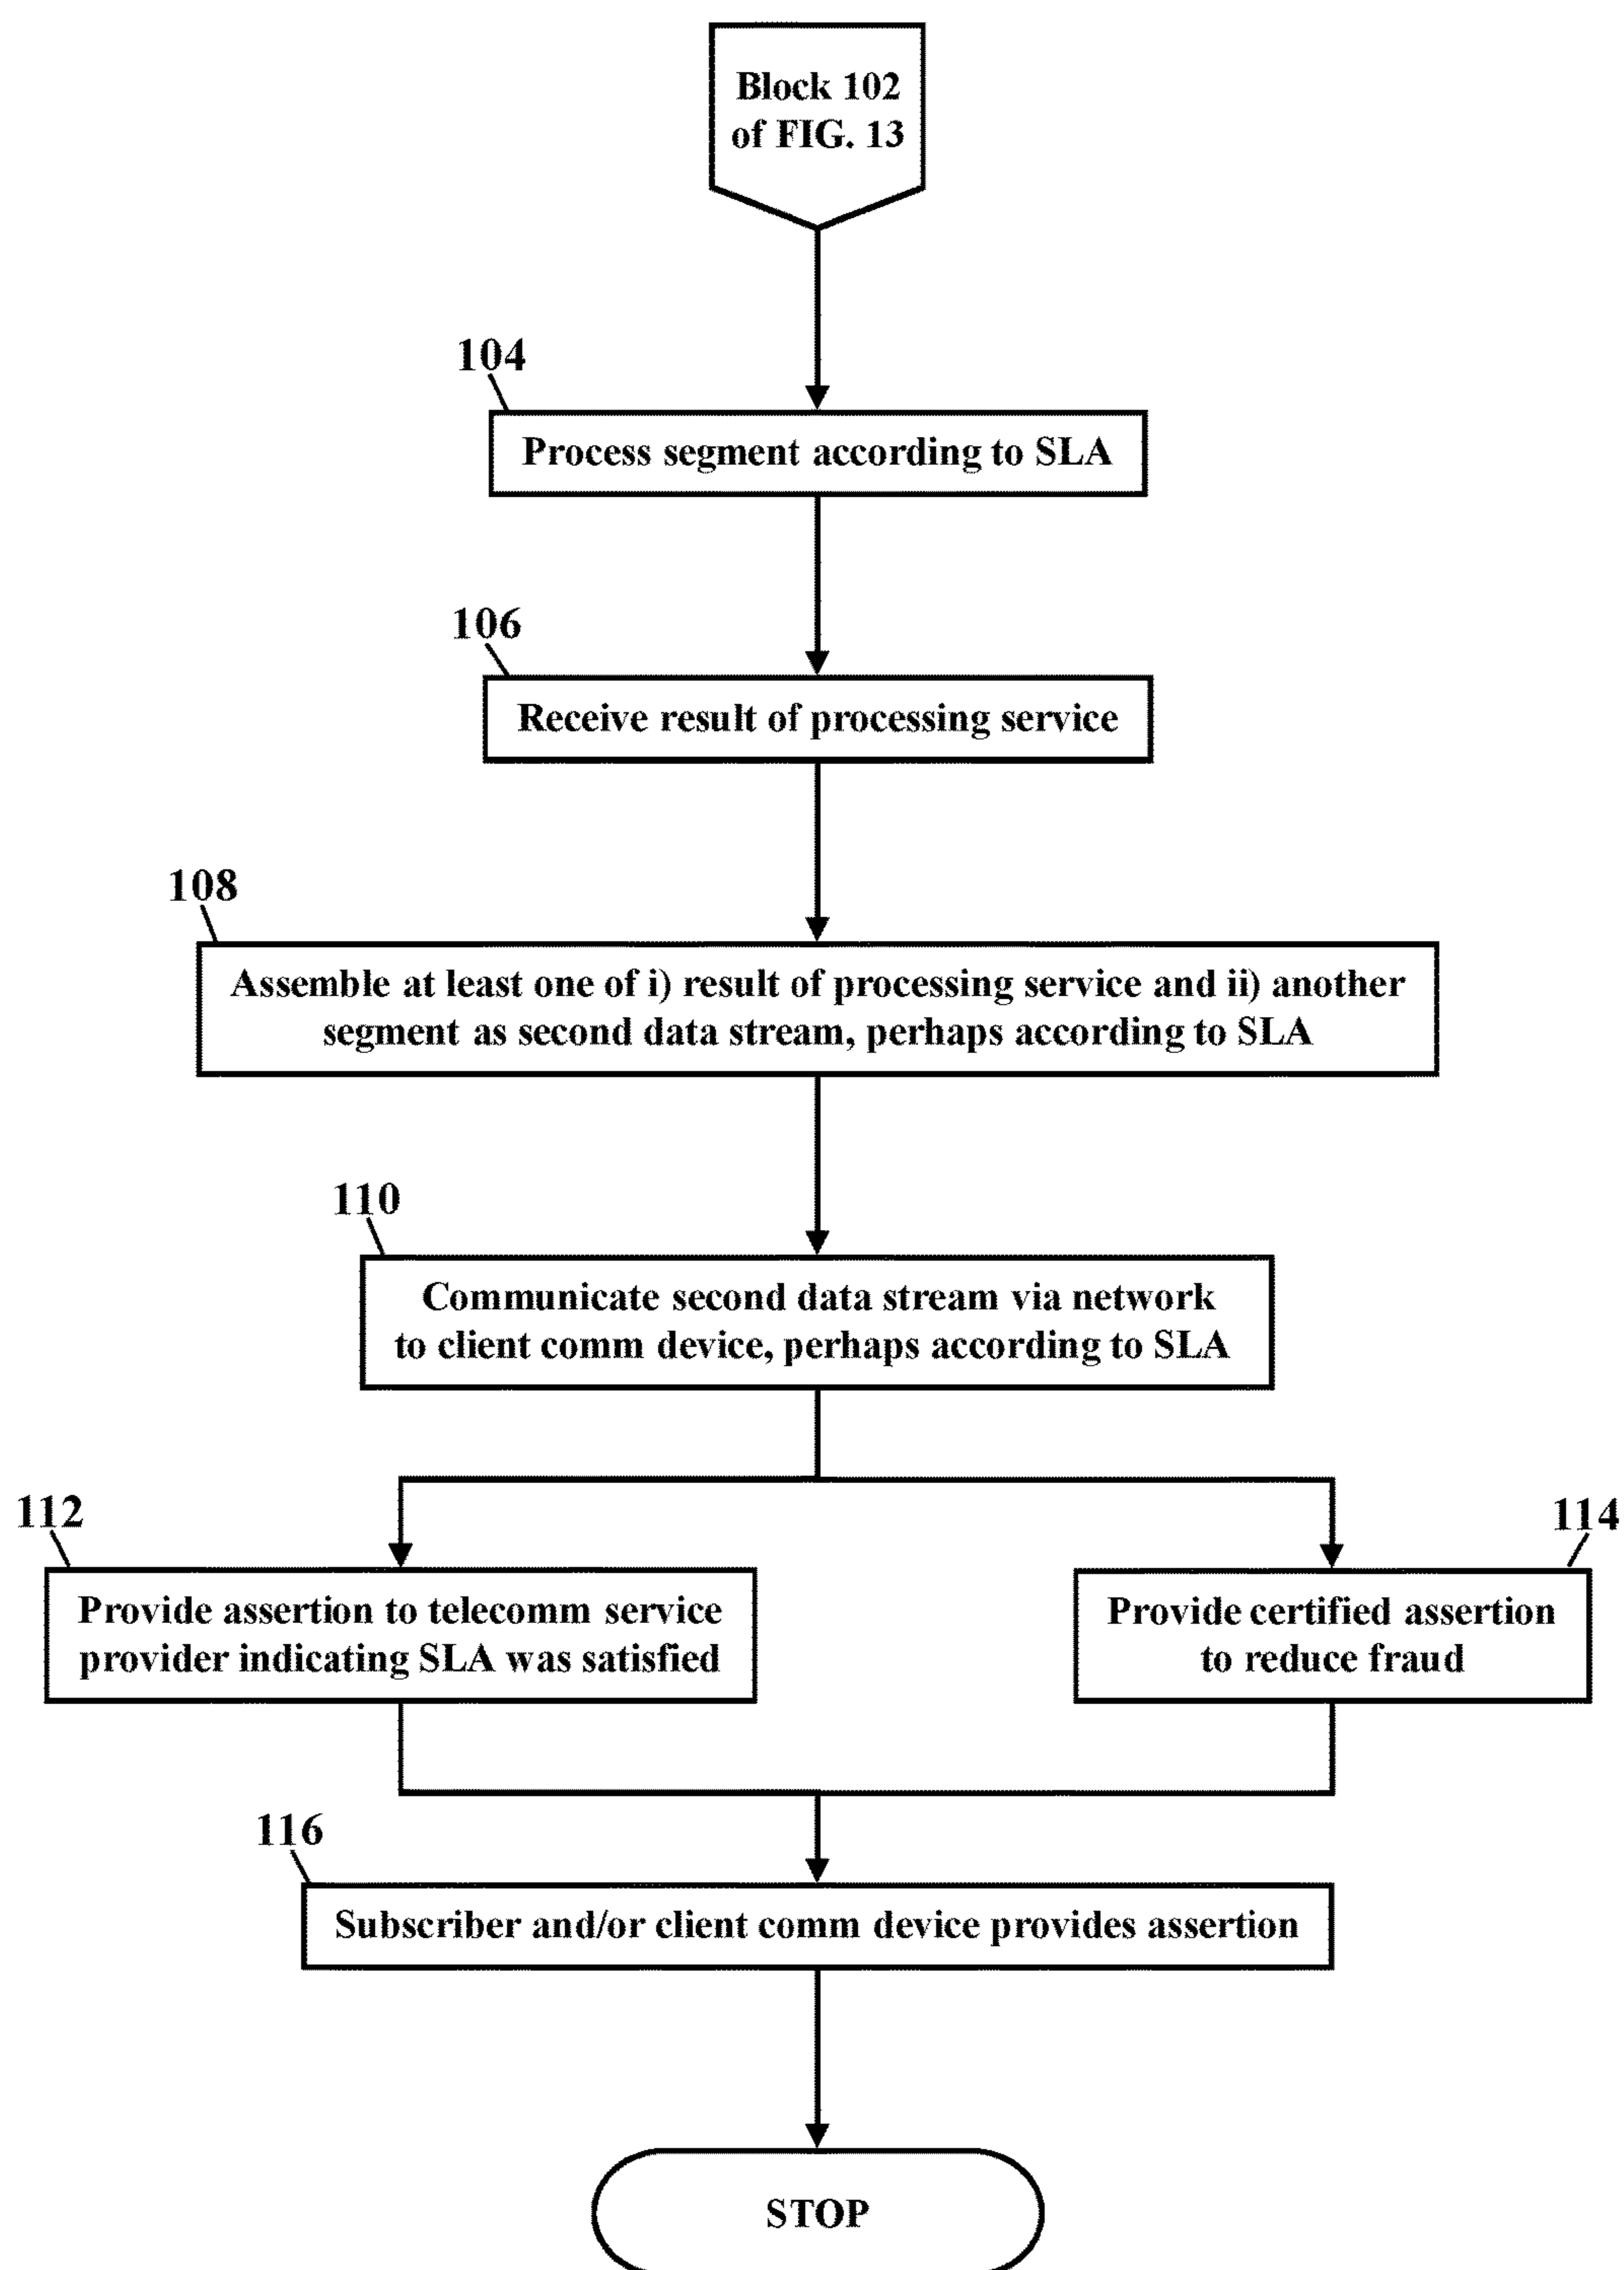 Block 102
of FIG. 13
104
Process segment according to SLA
106
Receive result of processing service
108
Assemble at least one of i) result of processing service and ii) another
segment as second data stream, perhaps according to SLA
110
Communicate second data stream via network
to client comm device, perhaps according to SLA
112
Provide assertion to telecomm service
provider indicating SLA was satisfied
114
Provide certified assertion
to reduce fraud
116
Subscriber and/or client comm device provides assertion
STOP